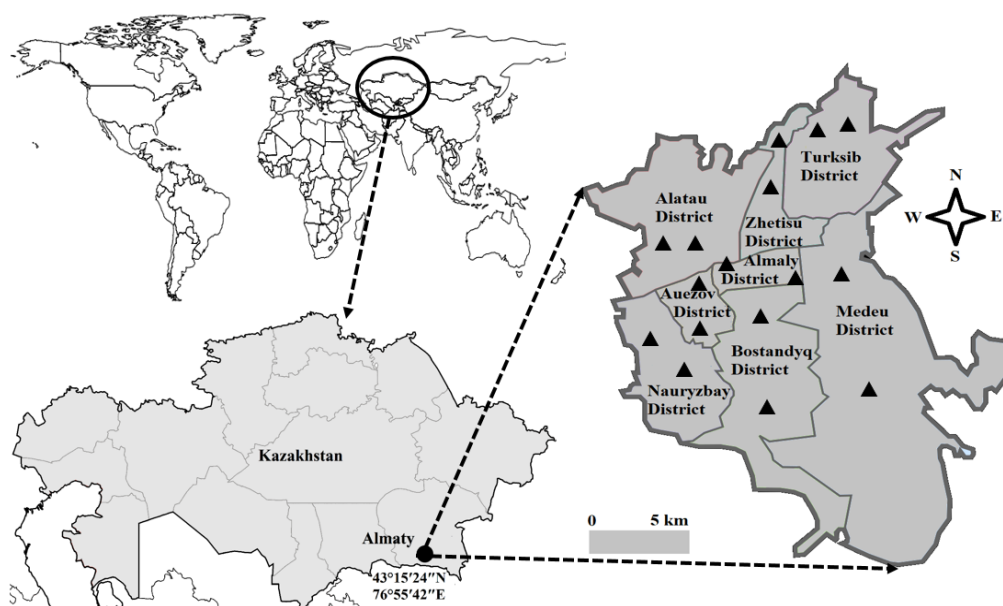 Kazakhstan
Almaty
43°15′24″N
76°55′42″E
0 5 km
Turksib
District
Alatau
District
Zhetisu
District
Almaly
District
Auezov
District
Medeu
District
Bostandyq
District
Nauryzbay
District
N
W E
S